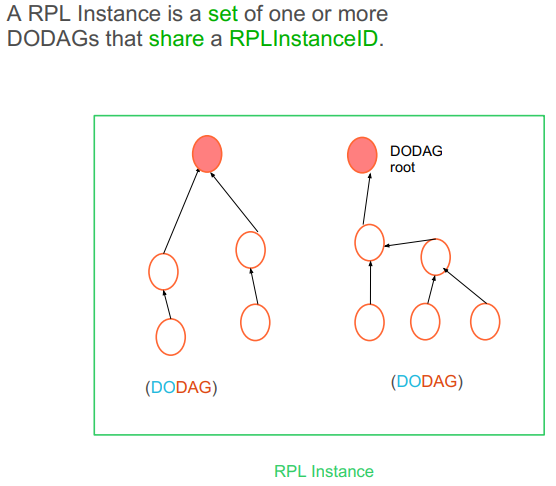 A RPL Instance is a set of one or more
DODAGs that share a RPLInstanceID.
DODAG
root
(DODAG)
(DODAG)
RPL Instance